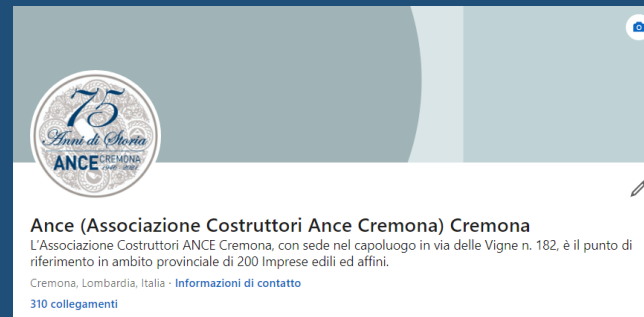 75
Anni di Storia
ANCE CREMONA
Ance (Associazione Costruttori Ance Cremona) Cremona
L'Associazione Costruttori ANCE Cremona, con sede nel capoluogo in via delle Vigne n. 182, è il punto di
riferimento in ambito provinciale di 200 Imprese edili ed affini.
Cremona, Lombardia, Italia · Informazioni di contatto
310 collegamenti